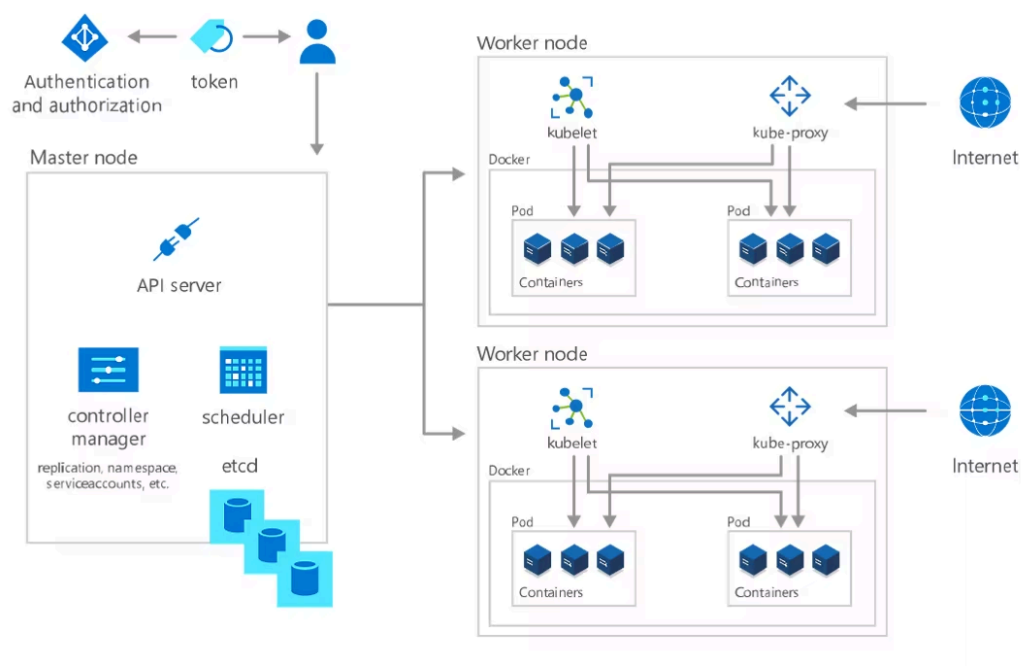 Authentication
and authorization
token
Master node
API server
controller
manager
replication, namespace,
serviceaccounts, etc.
scheduler
etcd
Worker node
kubelet
kube-proxy
Internet
Docker
Pod
Containers
Pod
Containers
Worker node
kubelet
kube-proxy
Internet
Docker
Pod
Containers
Pod
Containers